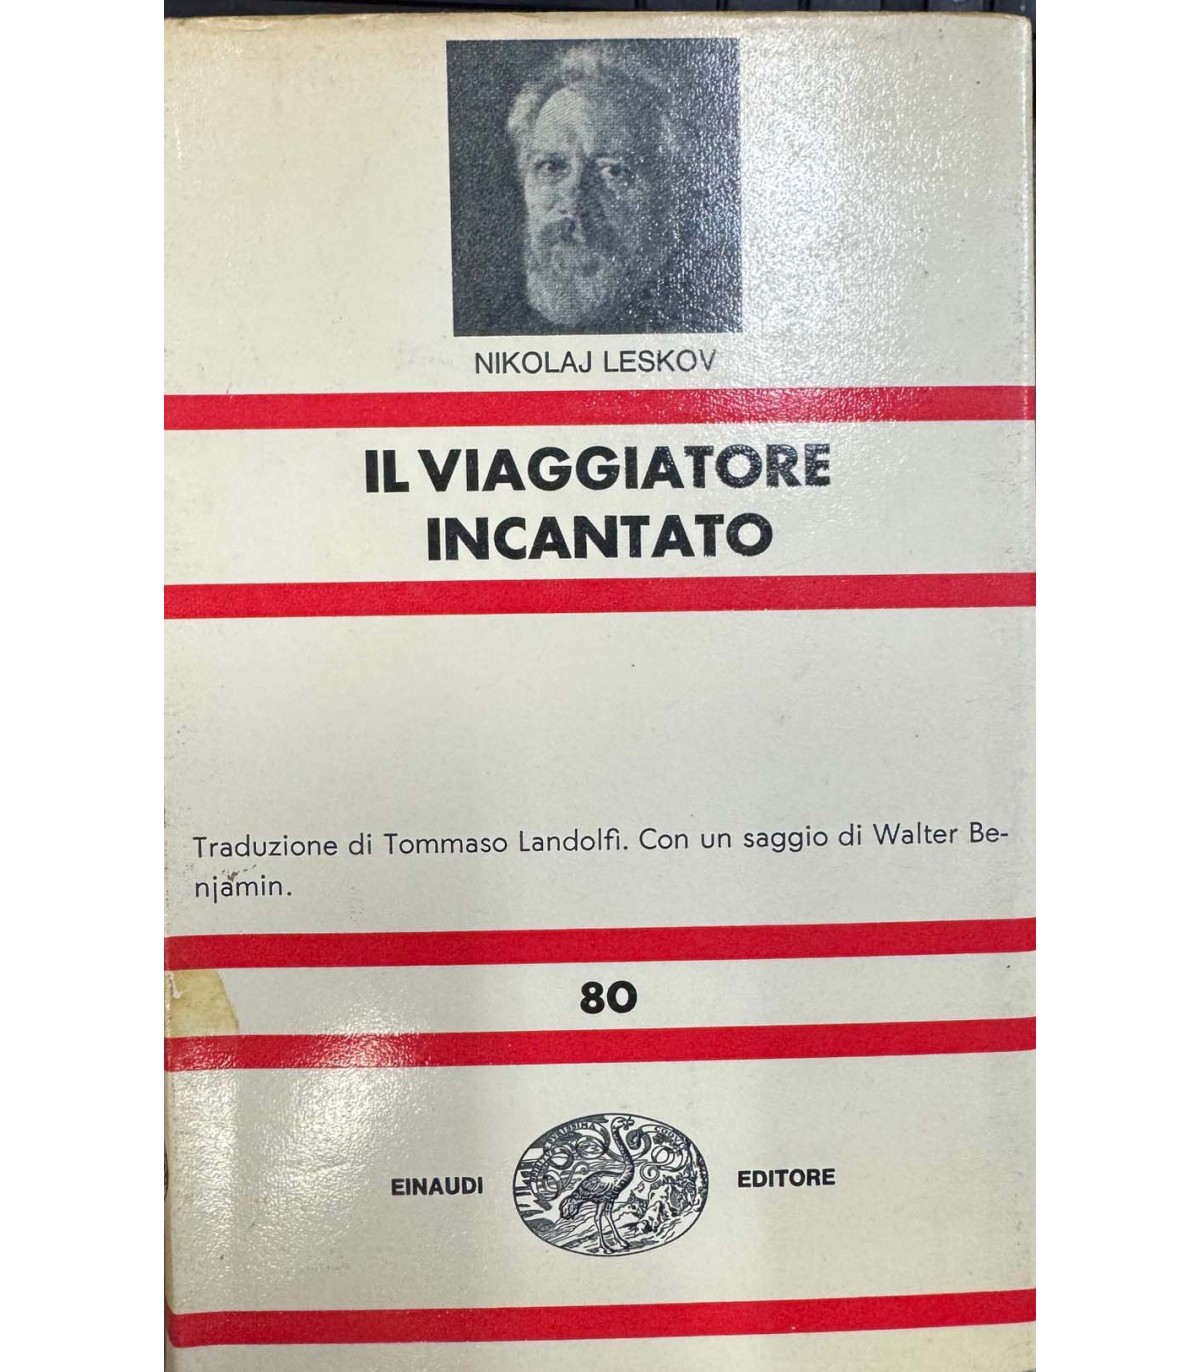 NIKOLAJ LESKOV
IL VIAGGIATORE
INCANTATO
Traduzione di Tommaso Landolfi. Con un saggio di Walter Be-
njamin.
80
EINAUDI
EDITORE